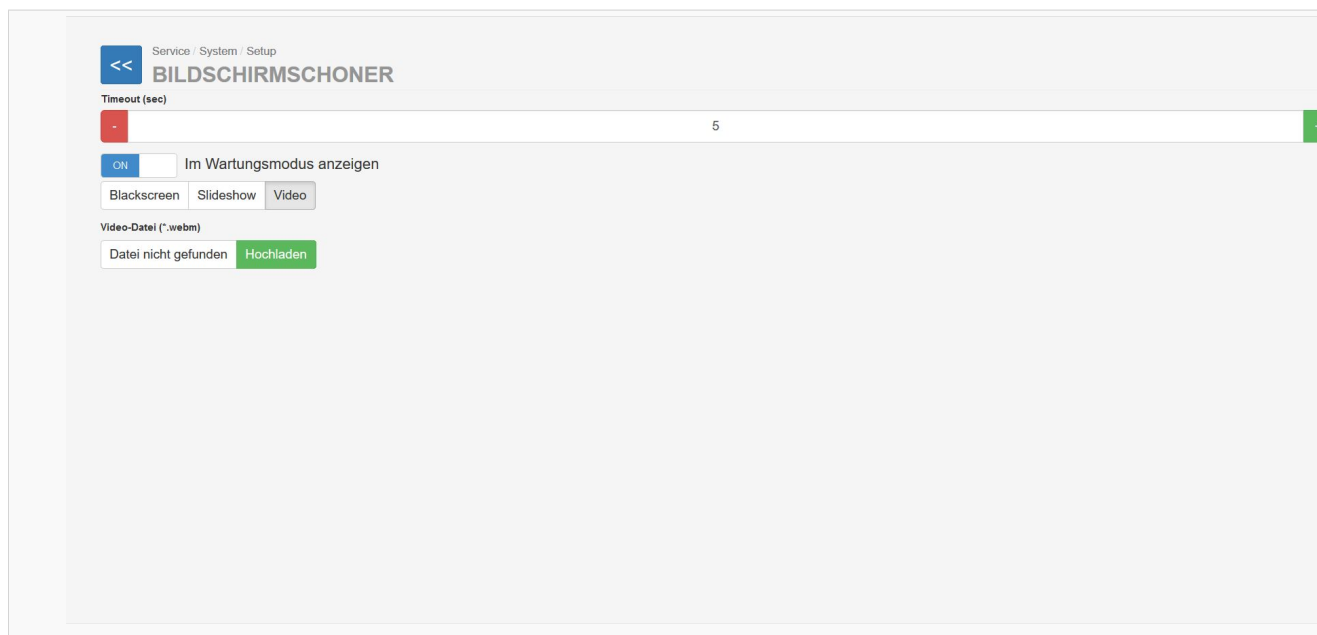 << Service / System / Setup
BILDSCHIRMSCHONER
Timeout (sec)
- 5 +
ON Im Wartungsmodus anzeigen
Blackscreen Slideshow Video
Video-Datei (*.webm)
Datei nicht gefunden Hochladen